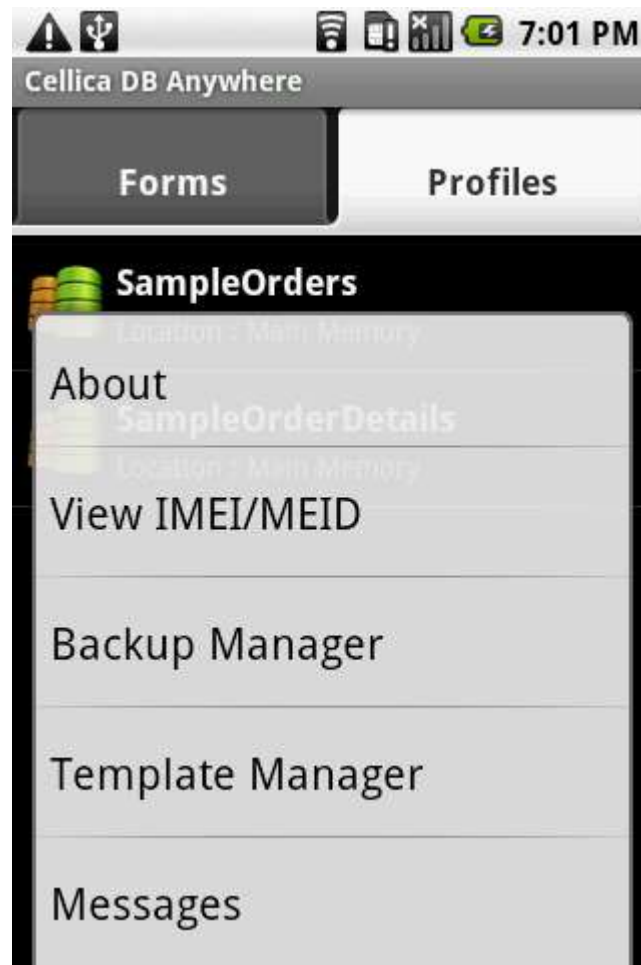 7:01 PM
Cellica DB Anywhere
Forms
Profiles
SampleOrders
Location : Main Memory
About
SampleOrderDetails
Location : Main Memory
View IMEI/MEID
Backup Manager
Template Manager
Messages